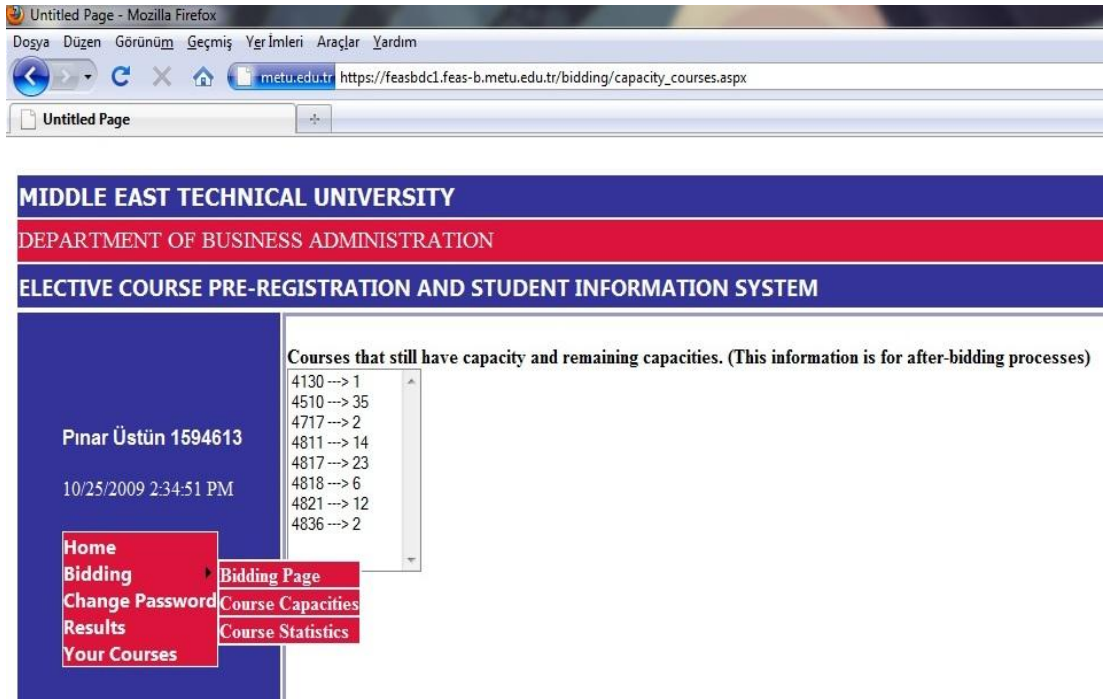 Untitled Page - Mozilla Firefox
Dosya Düzen Görünüm Geçmiş Yer İmleri Araçlar Yardım
metu.edu.tr https://feasbdc1.feas-b.metu.edu.tr/bidding/capacity_courses.aspx
Untitled Page
MIDDLE EAST TECHNICAL UNIVERSITY
DEPARTMENT OF BUSINESS ADMINISTRATION
ELECTIVE COURSE PRE-REGISTRATION AND STUDENT INFORMATION SYSTEM
Courses that still have capacity and remaining capacities. (This information is for after-bidding processes)
4130 ---> 1
4510 ---> 35
4717 ---> 2
4811 ---> 14
4817 ---> 23
4818 ---> 6
4821 ---> 12
4836 ---> 2
Pınar Üstün 1594613
10/25/2009 2:34:51 PM
Home
Bidding
Change Password
Results
Your Courses
Bidding Page
Course Capacities
Course Statistics